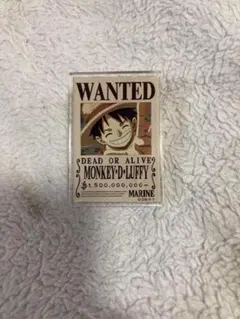 WANTED
DEAD OR ALIVE
MONKEY•D•LUFFY
1,500,000,000-
MARINE